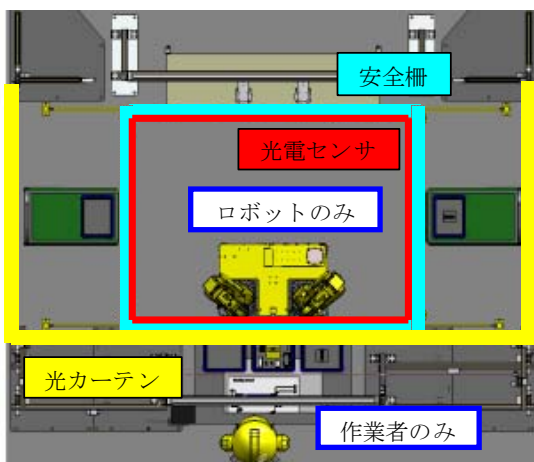 安全柵
光電センサ
ロボットのみ
光カーテン
作業者のみ